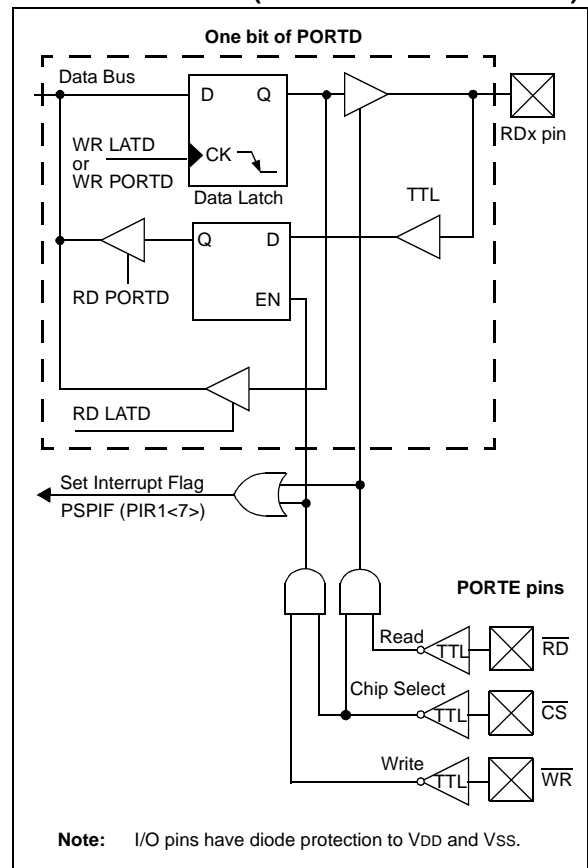 One bit of PORTD
Data Bus
D Q
RDx pin
WR LATD
or
WR PORTD
CK
Data Latch
TTL
Q D
RD PORTD
EN
RD LATD
Set Interrupt Flag
PSPIF (PIR1<7>)
PORTE pins
Read
TTL
RD
Chip Select
TTL
CS
Write
TTL
WR
Note: I/O pins have diode protection to VDD and VSS.